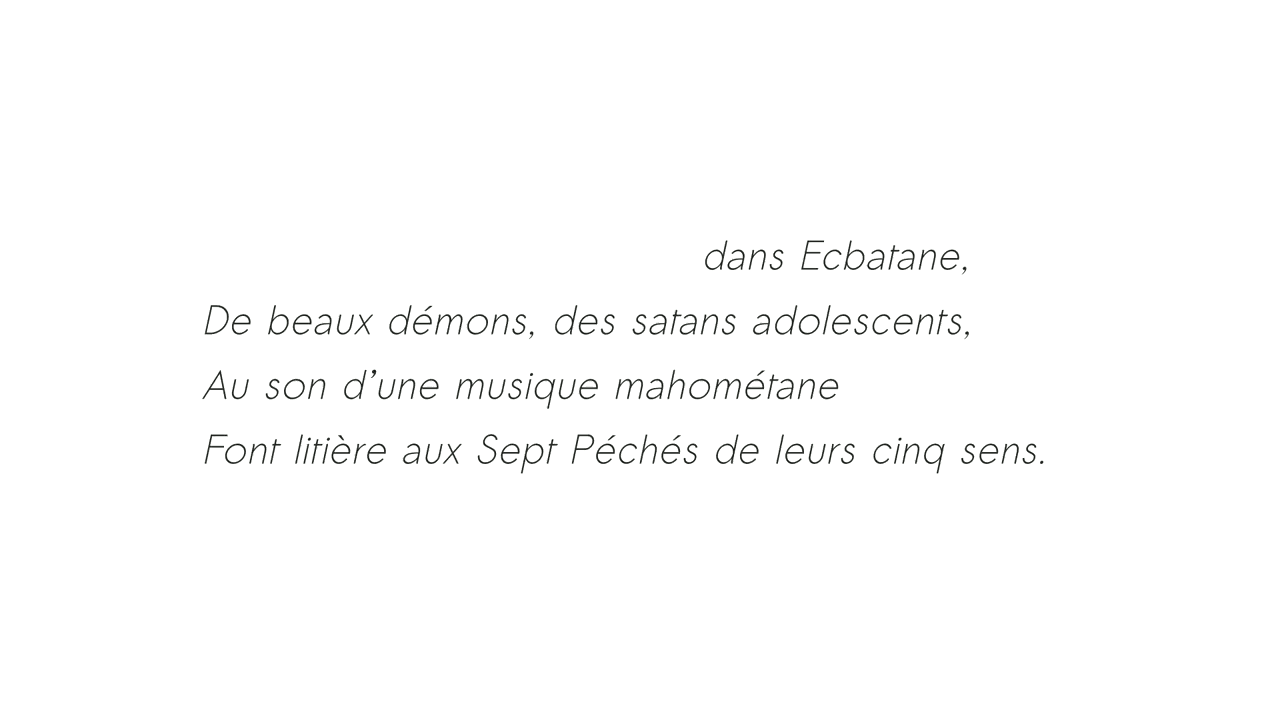 dans Ecbatane,
De beaux démons, des satans adolescents,
Au son d’une musique mahométane
Font litière aux Sept Péchés de leurs cinq sens.